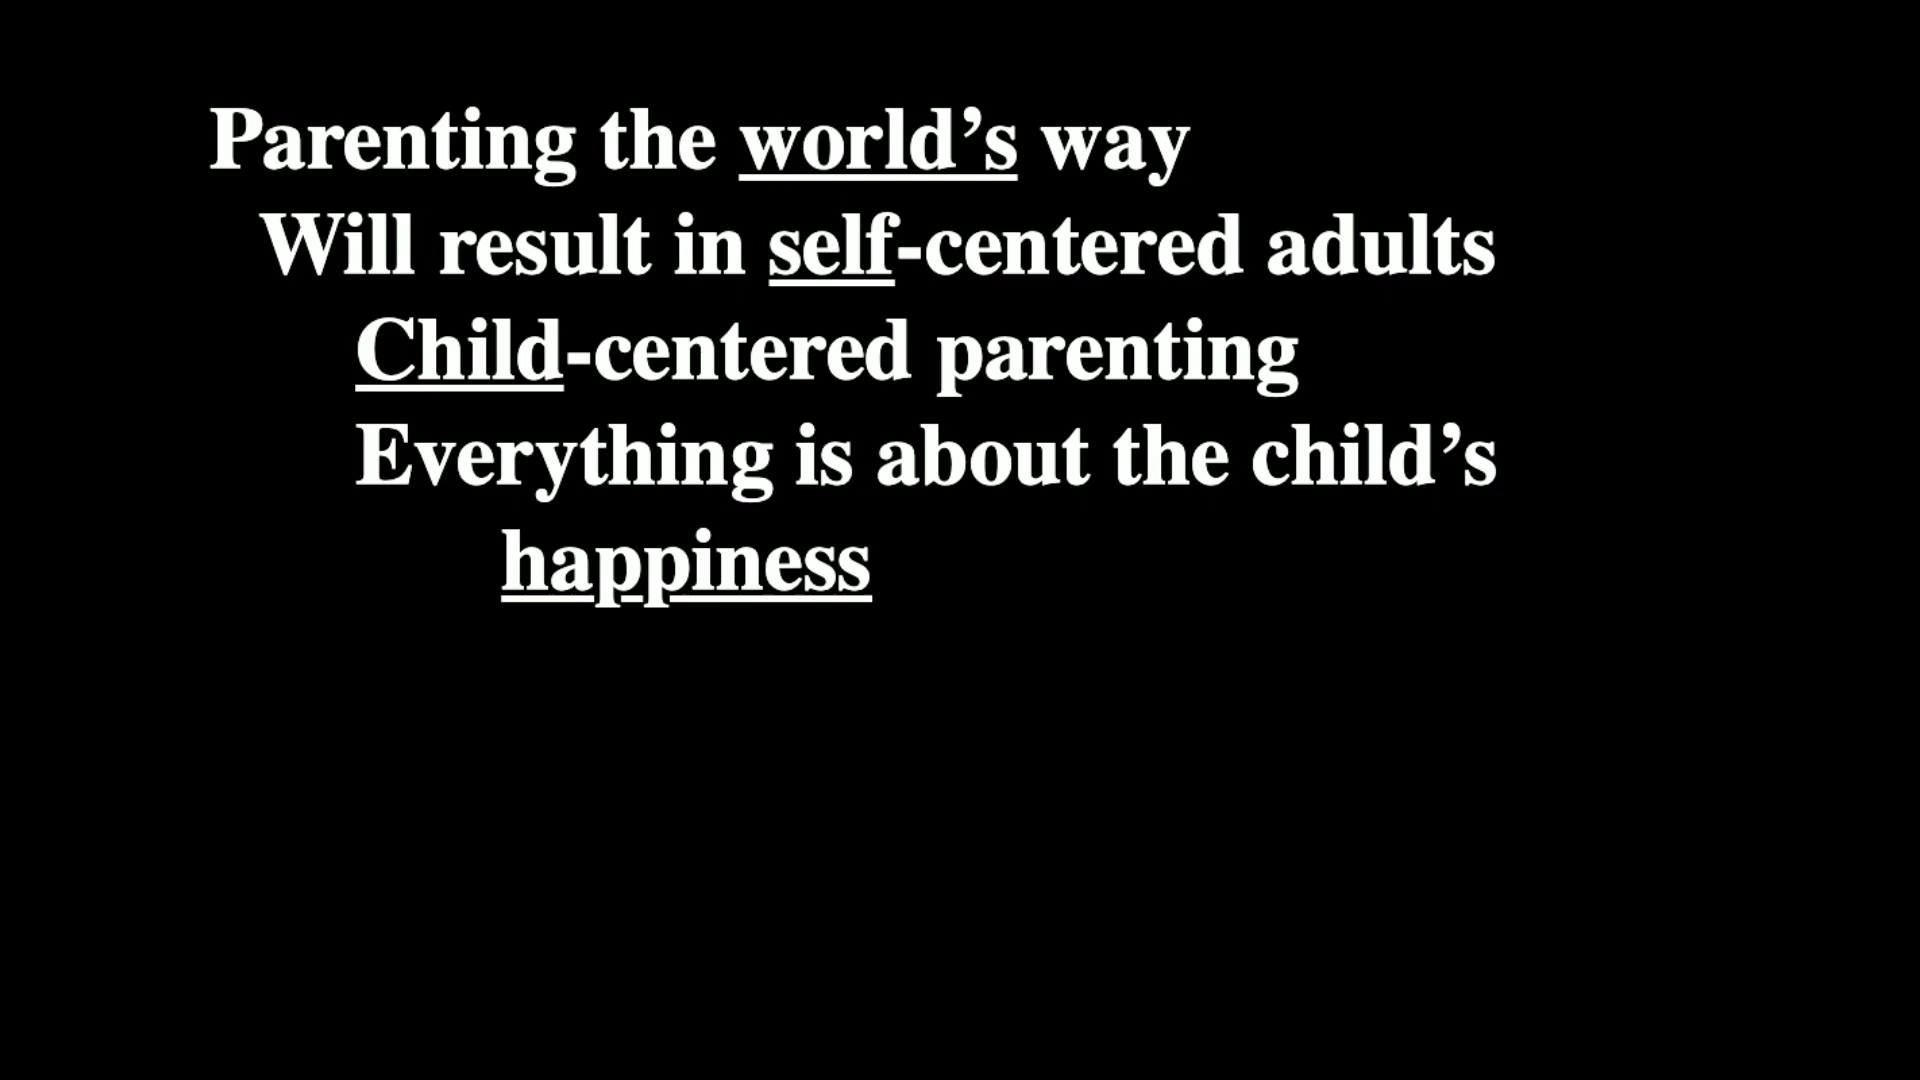 Parenting the world’s way
Will result in self-centered adults
Child-centered parenting
Everything is about the child’s
happiness